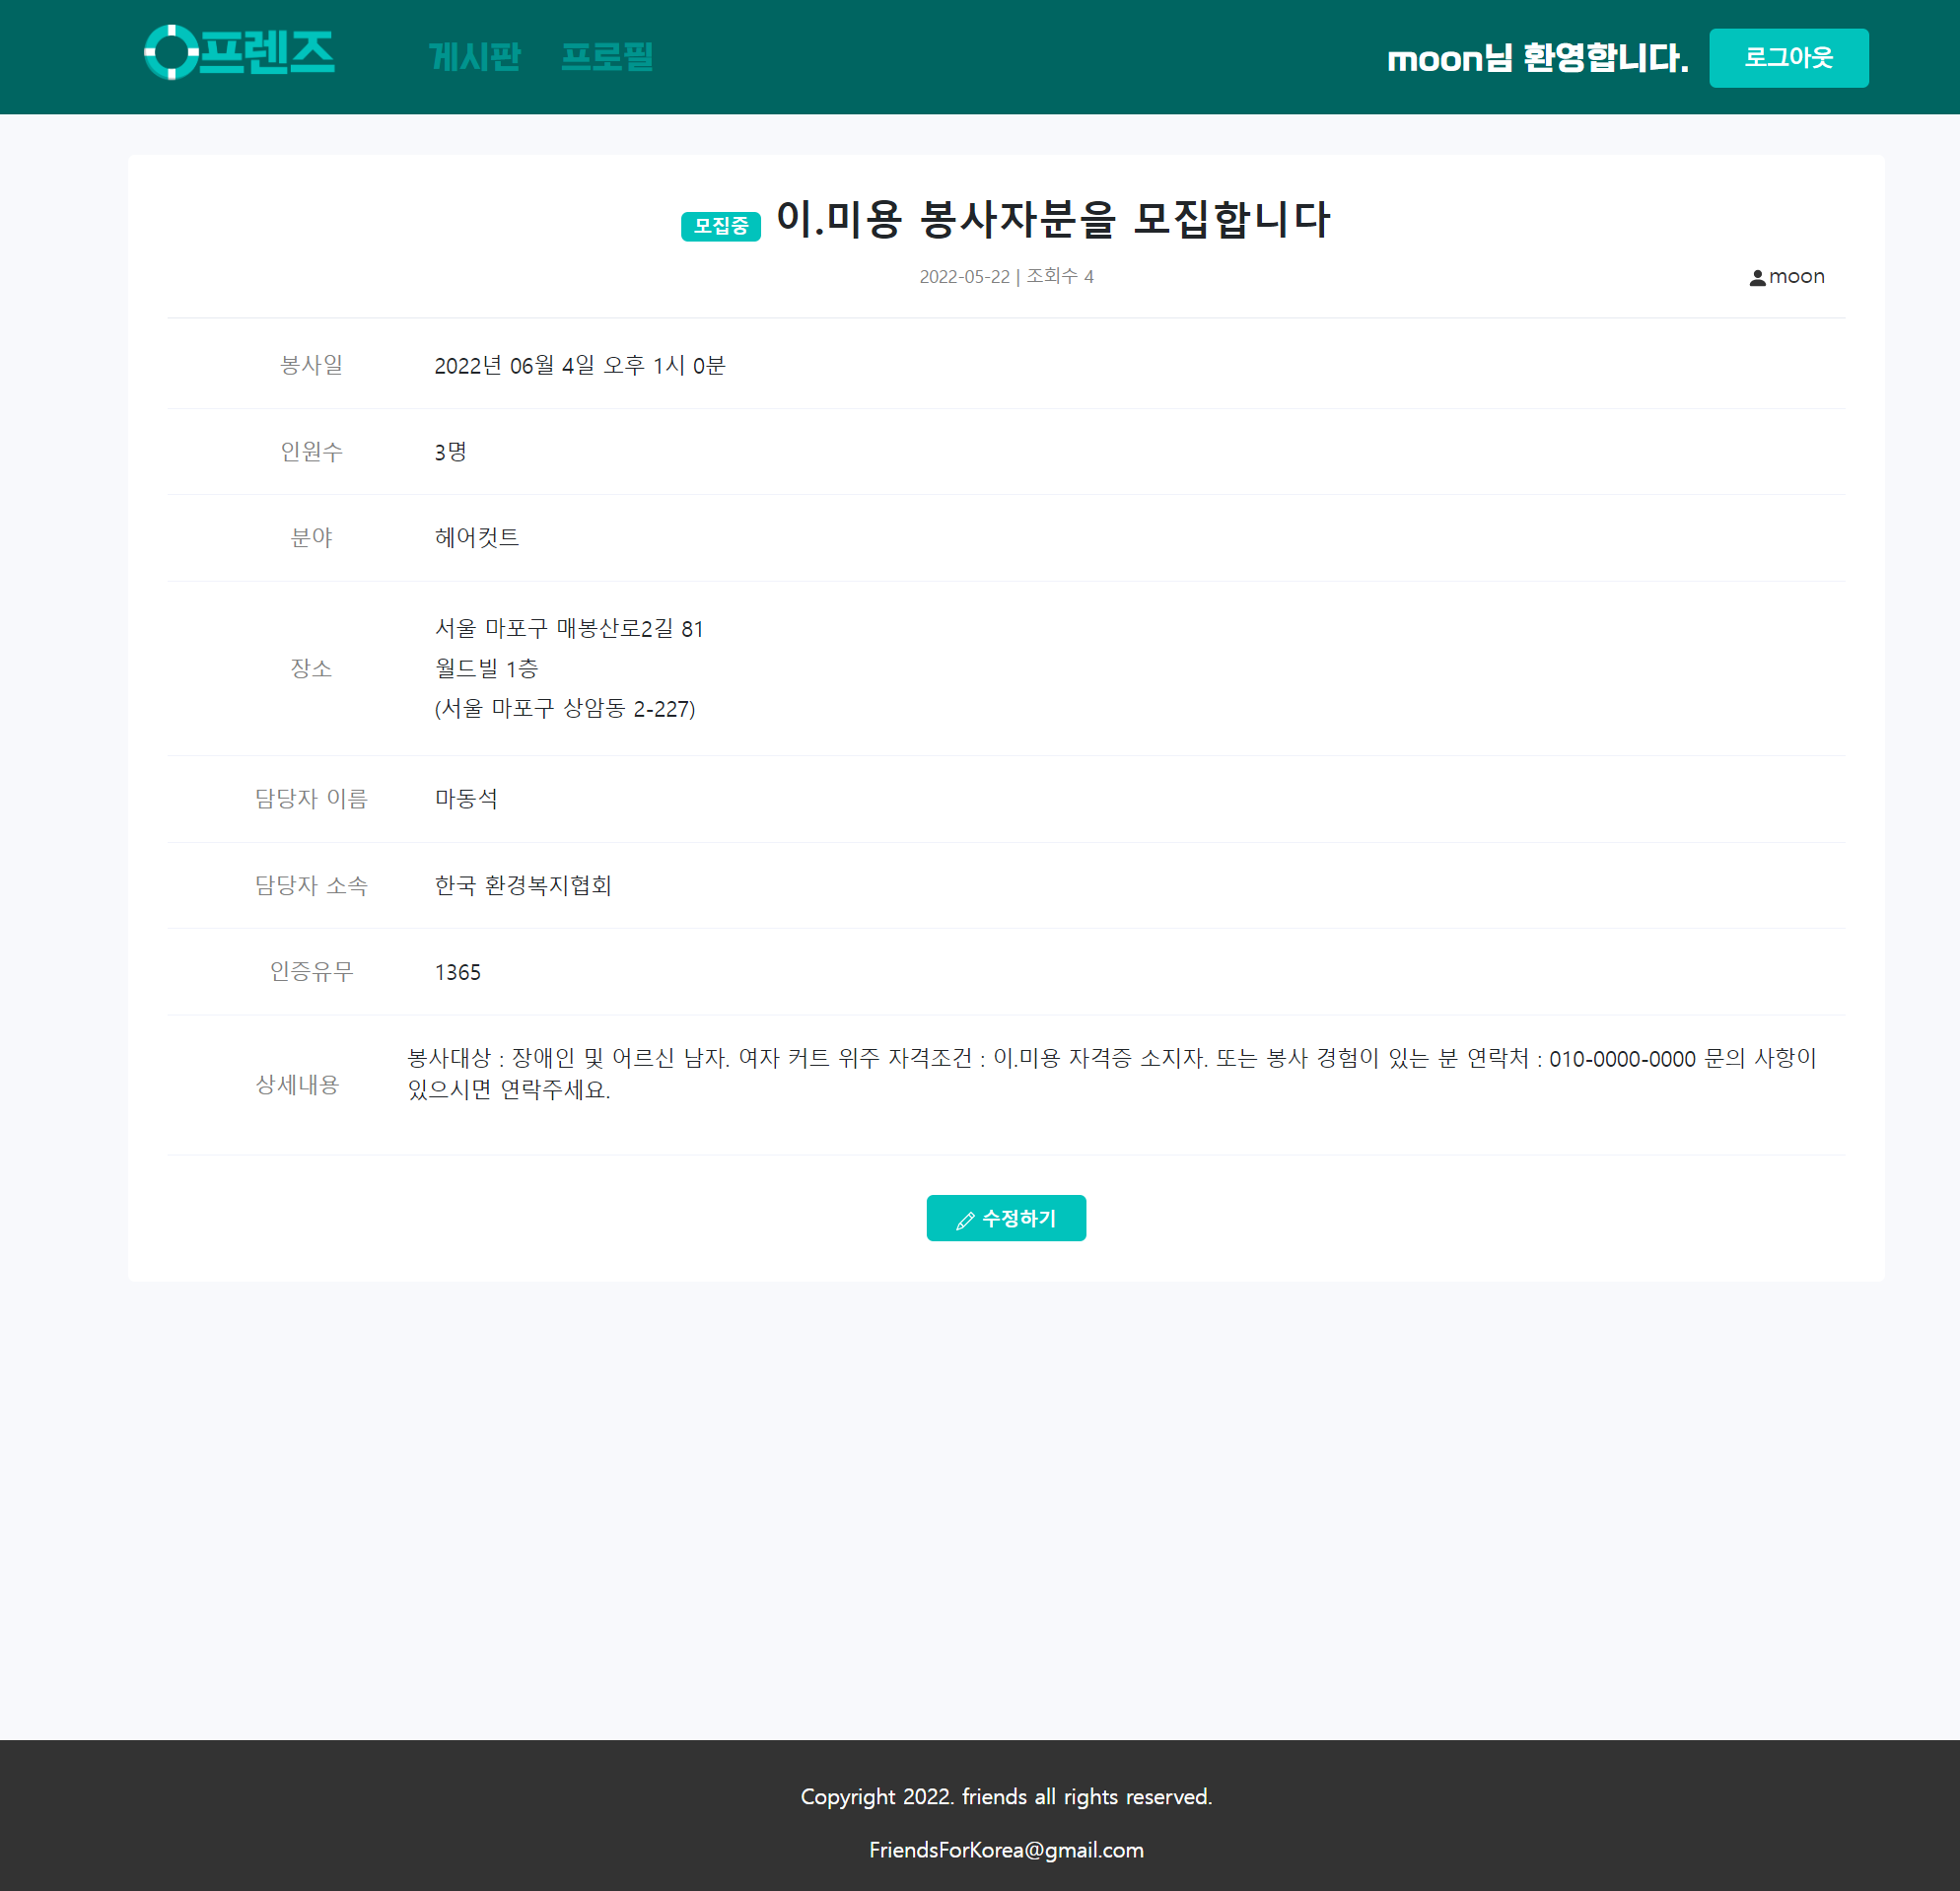 프렌즈 게시판 프로필 moon님 환영합니다. 로그아웃
모집중 이.미용 봉사자분을 모집합니다
2022-05-22 | 조회수 4
moon
봉사일 2022년 06월 4일 오후 1시 0분
인원수 3명
분야 헤어컷트
장소 서울 마포구 매봉산로2길 81
월드빌 1층
(서울 마포구 상암동 2-227)
담당자 이름 마동석
담당자 소속 한국 환경복지협회
인증유무 1365
상세내용 봉사대상 : 장애인 및 어르신 남자. 여자 커트 위주 자격조건 : 이.미용 자격증 소지자. 또는 봉사 경험이 있는 분 연락처 : 010-0000-0000 문의 사항이
있으시면 연락주세요.
수정하기
Copyright 2022. friends all rights reserved.
FriendsForKorea@gmail.com